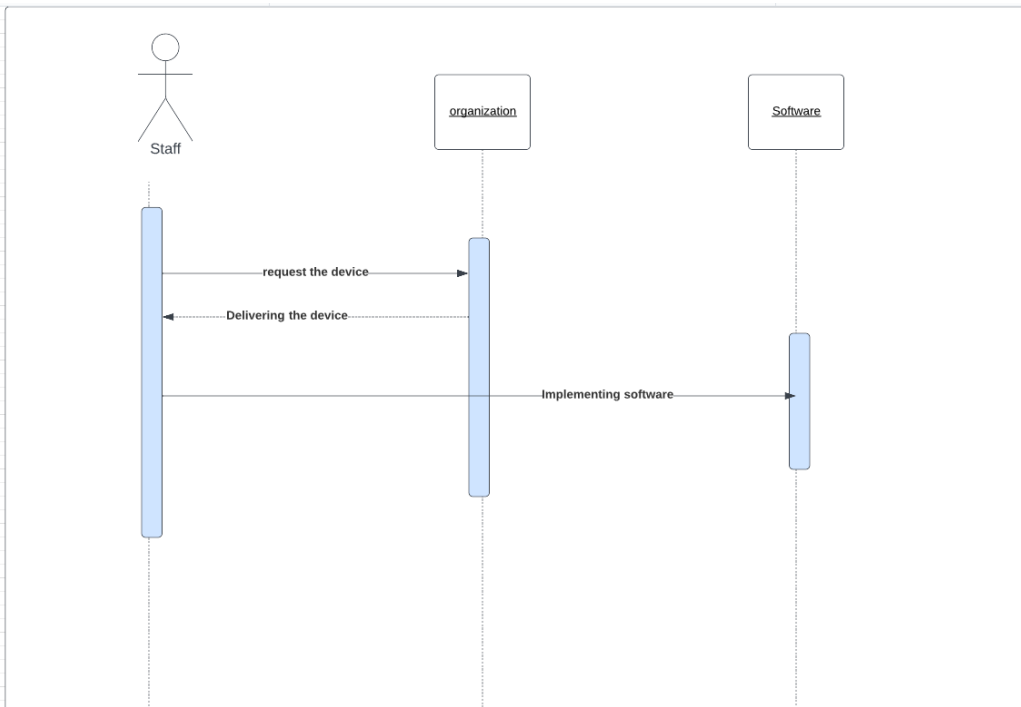 organization
Software
Staff
request the device
Delivering the device
Implementing software